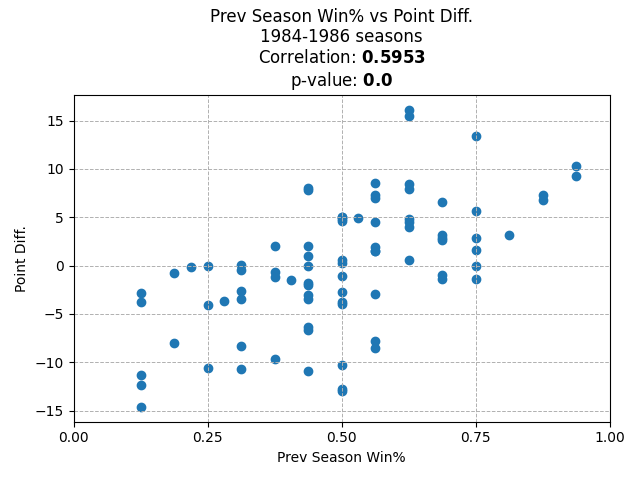 Prev Season Win% vs Point Diff.
1984-1986 seasons
Correlation: 0.5953
p-value: 0.0
Point Diff.
15
10
5
0
−5
−10
−15
0.00 0.25 0.50 0.75 1.00
Prev Season Win%